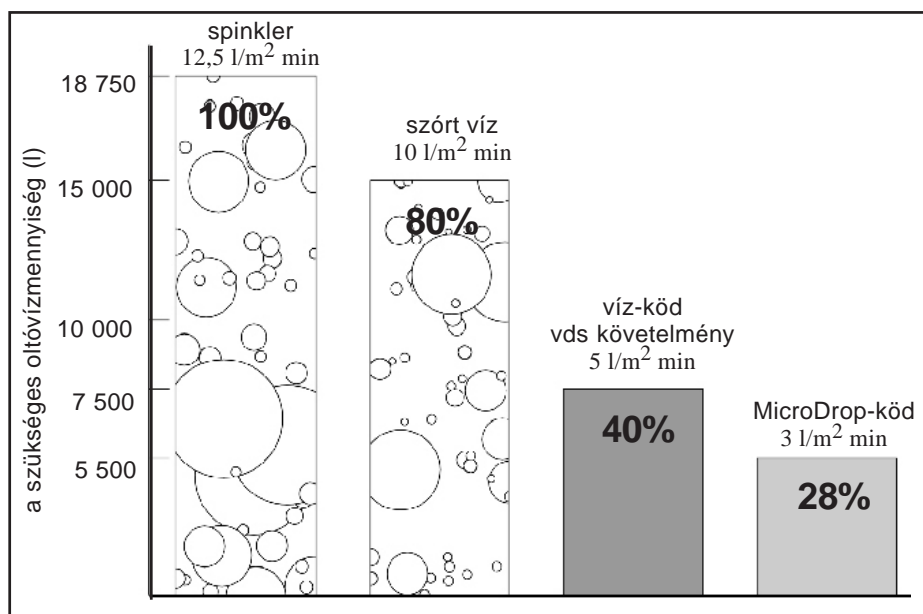 spinkler
12,5 l/m² min
18 750
100%
szórt víz
10 l/m² min
15 000
80%
10 000
víz-köd
vds követelmény
5 l/m² min
7 500
40%
MicroDrop-köd
3 l/m² min
5 500
28%
a szükséges oltóvízmennyiség (l)